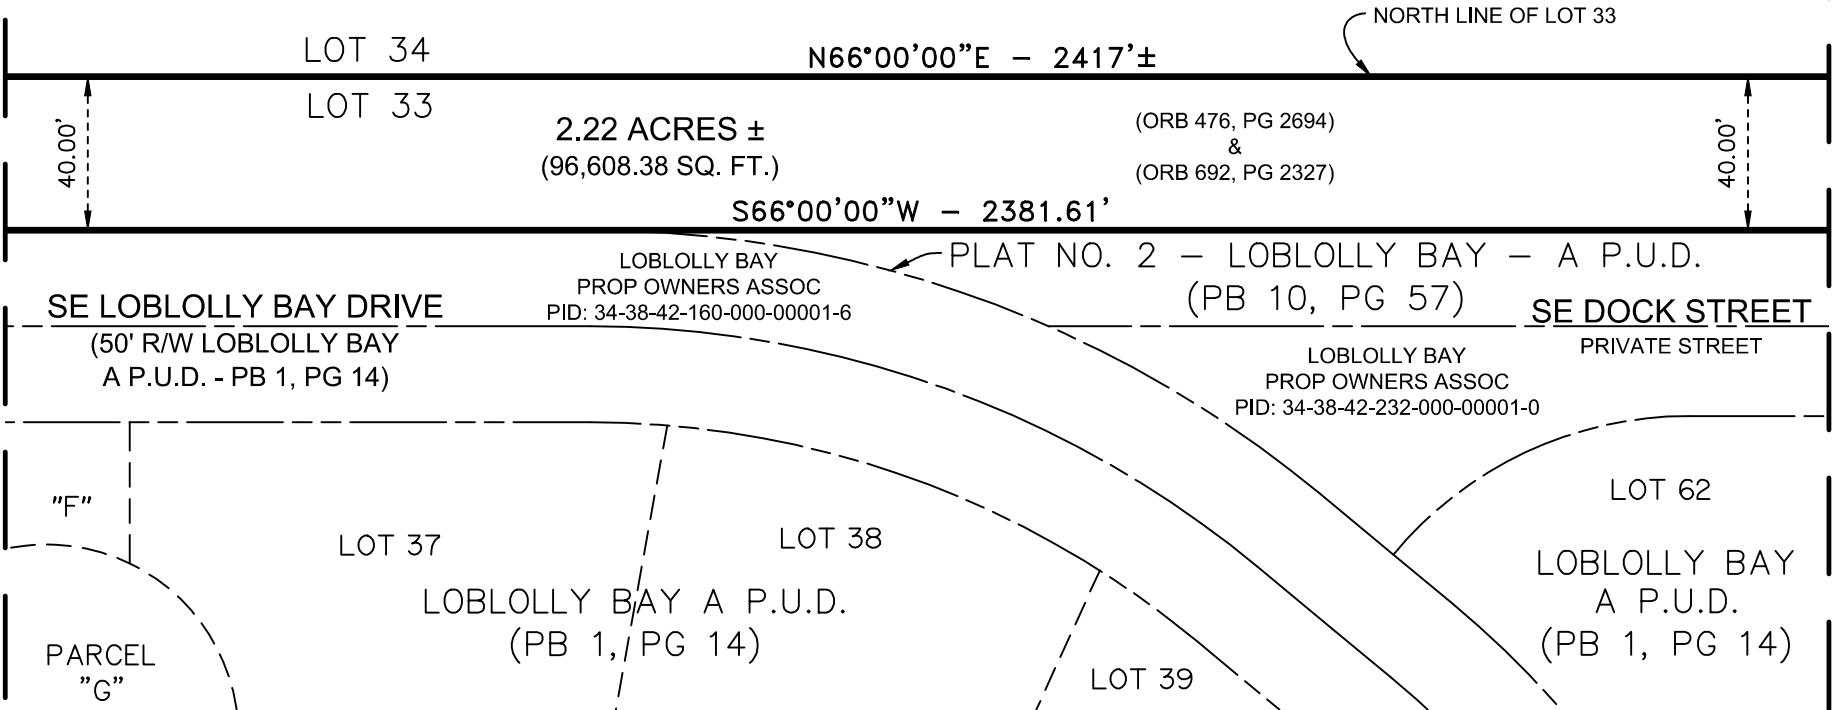 NORTH LINE OF LOT 33
LOT 34
N66°00'00"E - 2417'±
LOT 33
40.00'
2.22 ACRES ±
(96,608.38 SQ. FT.)
(ORB 476, PG 2694)
&
(ORB 692, PG 2327)
40.00'
S66°00'00"W - 2381.61'
LOBLOLLY BAY
PROP OWNERS ASSOC
PID: 34-38-42-160-000-00001-6
PLAT NO. 2 - LOBLOLLY BAY - A P.U.D.
(PB 10, PG 57)
SE LOBLOLLY BAY DRIVE
(50' R/W LOBLOLLY BAY
A P.U.D. - PB 1, PG 14)
SE DOCK STREET
PRIVATE STREET
LOBLOLLY BAY
PROP OWNERS ASSOC
PID: 34-38-42-232-000-00001-0
"F"
LOT 37
LOT 38
LOT 62
LOBLOLLY BAY A P.U.D.
(PB 1, PG 14)
LOBLOLLY BAY
A P.U.D.
(PB 1, PG 14)
PARCEL
"G"
LOT 39